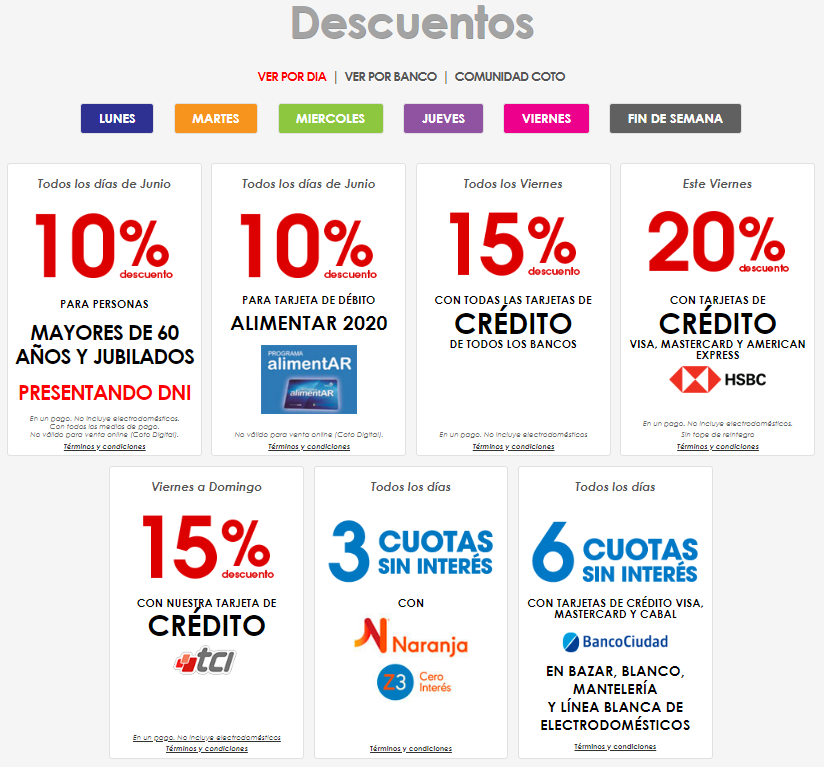 Descuentos
VER POR DIA | VER POR BANCO | COMUNIDAD COTO
LUNES
MARTES
MIERCOLES
JUEVES
VIERNES
FIN DE SEMANA
Todos los días de Junio
10%
descuento
PARA PERSONAS
MAYORES DE 60
AÑOS Y JUBILADOS
PRESENTANDO DNI
En un pago. No incluye electrodomésticos.
Con todos los medios de pago.
No válido para venta online (Coto Digital).
Términos y condiciones
Todos los días de Junio
10%
descuento
PARA TARJETA DE DÉBITO
ALIMENTAR 2020
PROGRAMA
alimentAR
alimentAR
No válido para venta online (Coto Digital).
Términos y condiciones
Todos los Viernes
15%
descuento
CON TODAS LAS TARJETAS DE
CRÉDITO
DE TODOS LOS BANCOS
En un pago. No incluye electrodomésticos
Términos y condiciones
Este Viernes
20%
descuento
CON TARJETAS DE
CRÉDITO
VISA, MASTERCARD Y AMERICAN
EXPRESS
HSBC
En un pago. No incluye electrodomésticos.
Sin tope de reintegro
Términos y condiciones
Viernes a Domingo
15%
descuento
CON NUESTRA TARJETA DE
CRÉDITO
tci
En un pago. No incluye electrodomésticos
Términos y condiciones
Todos los días
3 CUOTAS
SIN INTERÉS
CON
Naranja
Z3 Cero
Interés
Términos y condiciones
Todos los días
6 CUOTAS
SIN INTERÉS
CON TARJETAS DE CRÉDITO VISA,
MASTERCARD Y CABAL
BancoCiudad
EN BAZAR, BLANCO,
MANTELERÍA
Y LÍNEA BLANCA DE
ELECTRODOMÉSTICOS
Términos y condiciones